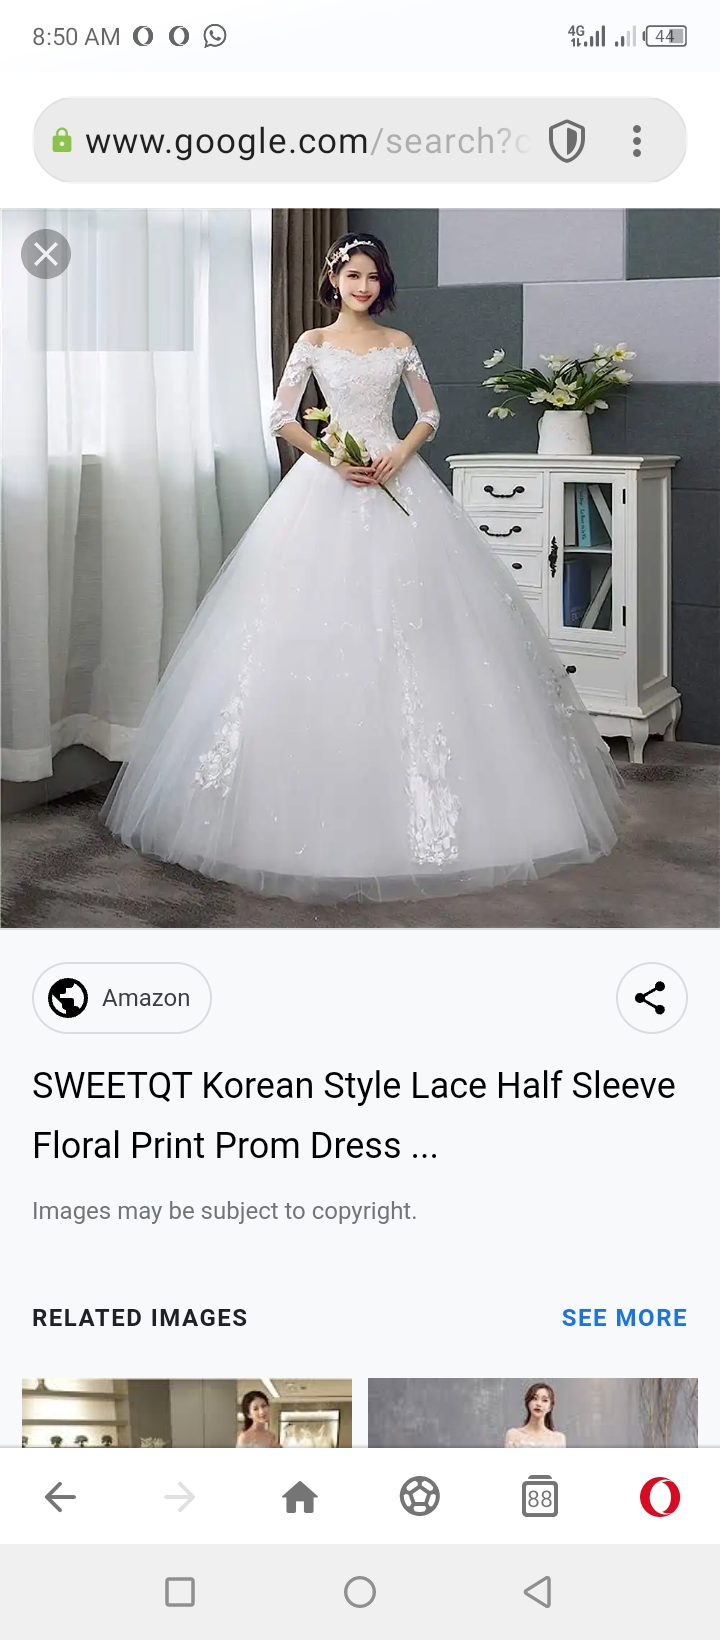 8:50 AM
4G
44
www.google.com/search?
Amazon
SWEETQT Korean Style Lace Half Sleeve
Floral Print Prom Dress ...
Images may be subject to copyright.
RELATED IMAGES
SEE MORE
88